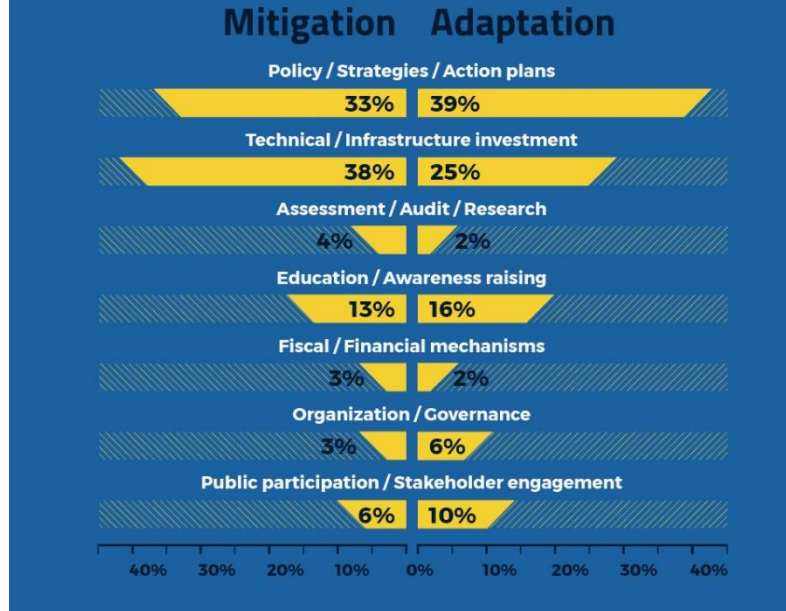 Mitigation Adaptation
Policy / Strategies / Action plans
33% 39%
Technical / Infrastructure investment
38% 25%
Assessment / Audit / Research
4% 2%
Education / Awareness raising
13% 16%
Fiscal / Financial mechanisms
3% 2%
Organization / Governance
3% 6%
Public participation / Stakeholder engagement
6% 10%
40% 30% 20% 10% 0% 10% 20% 30% 40%